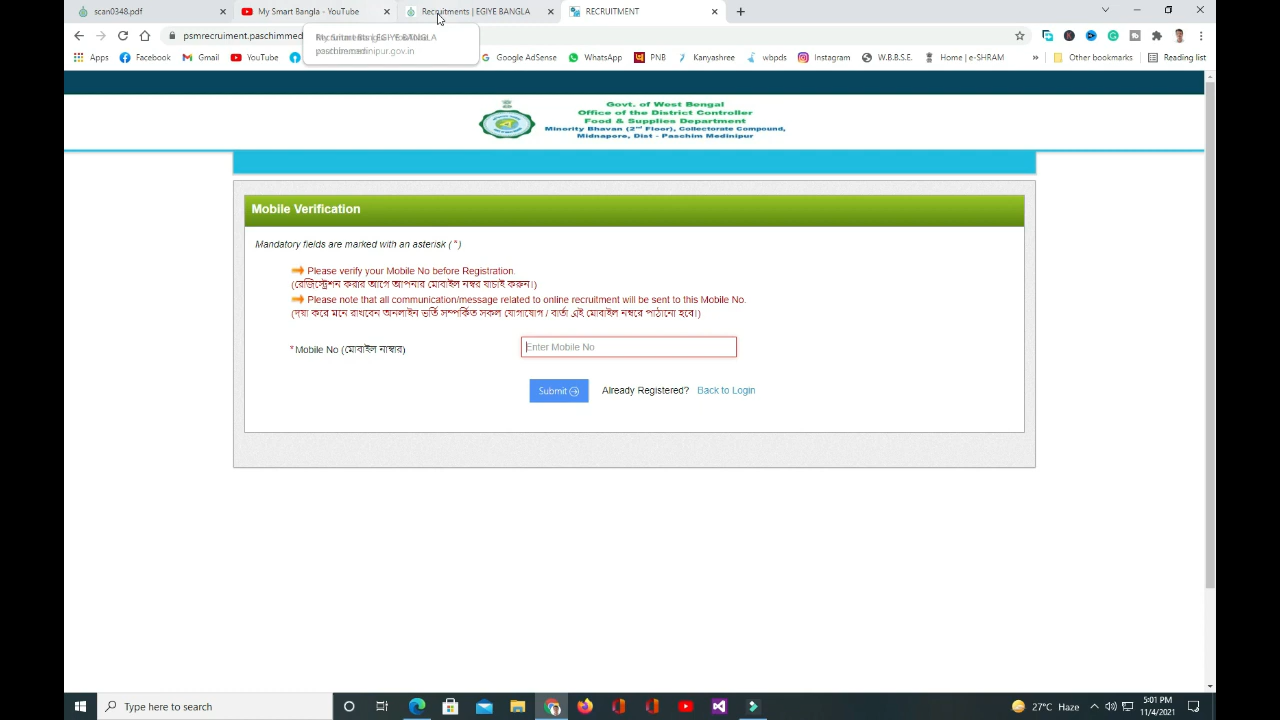 scan0348.pdf
My Smart Bangla - YouTube
Recruitments | EGIYE BANGLA
RECRUITMENT
psmrecruiment.paschimmed
paschimmedinipur.gov.in
Apps
Facebook
Gmail
YouTube
Google AdSense
WhatsApp
PNB
Kanyashree
wbpds
Instagram
W.B.B.S.E.
Home | e-SHRAM
»
Other bookmarks
Reading list
Govt. of West Bengal
Office of the District Controller
Food & Supplies Department
Minority Bhavan (2nd Floor), Collectorate Compound,
Midnapore, Dist - Paschim Medinipur
Mobile Verification
Mandatory fields are marked with an asterisk (*)
Please verify your Mobile No before Registration.
(রেজিস্ট্রেশন করার আগে আপনার মোবাইল নম্বর যাচাই করুন।)
Please note that all communication/message related to online recruitment will be sent to this Mobile No.
(দয়া করে মনে রাখবেন অনলাইন ভর্তি সম্পর্কিত সকল যোগাযোগ / বার্তা এই মোবাইল নম্বরে পাঠানো হবে।)
*Mobile No (মোবাইল নাম্বার)
Enter Mobile No
Submit
Already Registered? Back to Login
Type here to search
27°C Haze
5:01 PM
11/4/2021